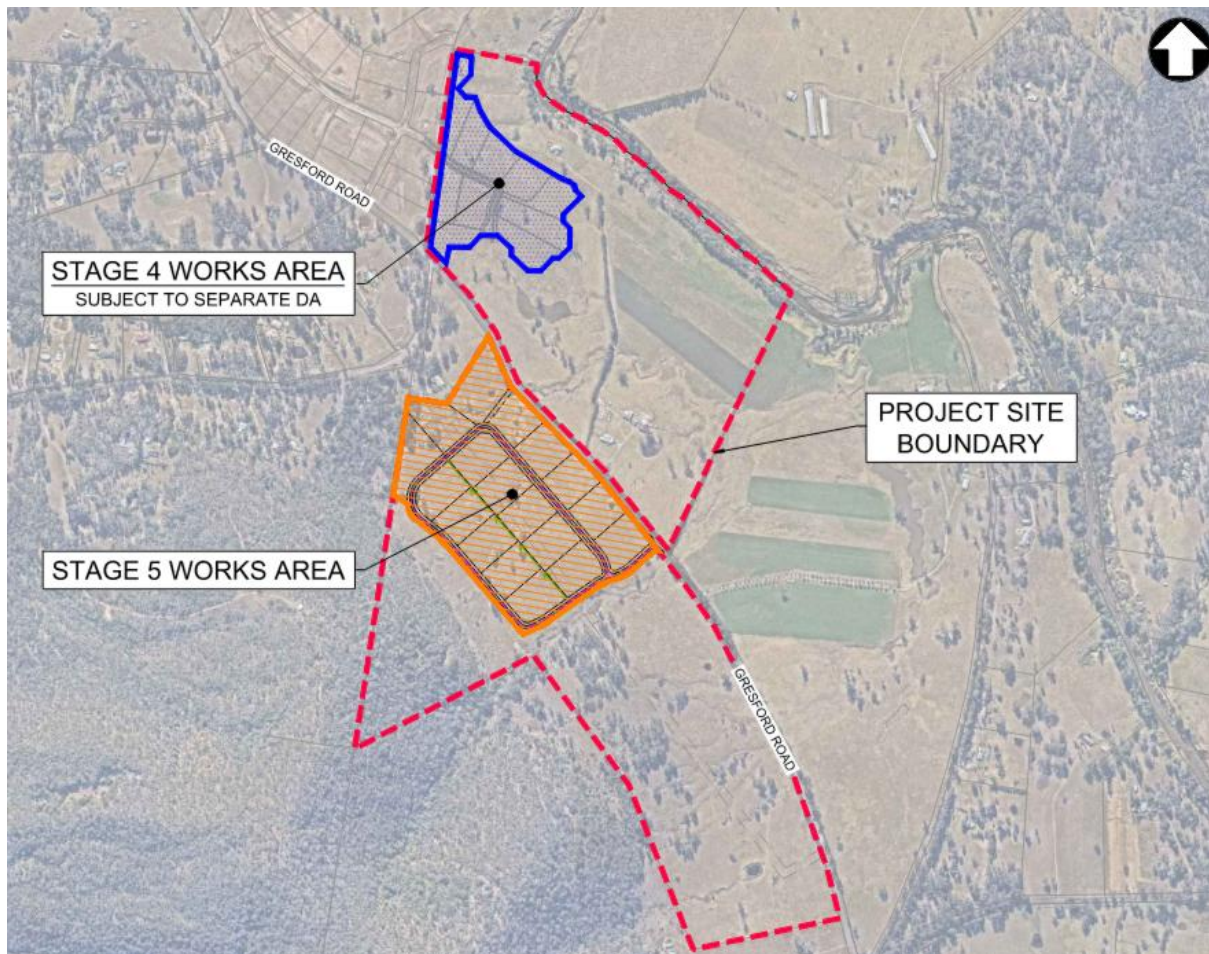 GRESFORD ROAD
STAGE 4 WORKS AREA
SUBJECT TO SEPARATE DA
PROJECT SITE
BOUNDARY
STAGE 5 WORKS AREA
GRESFORD ROAD